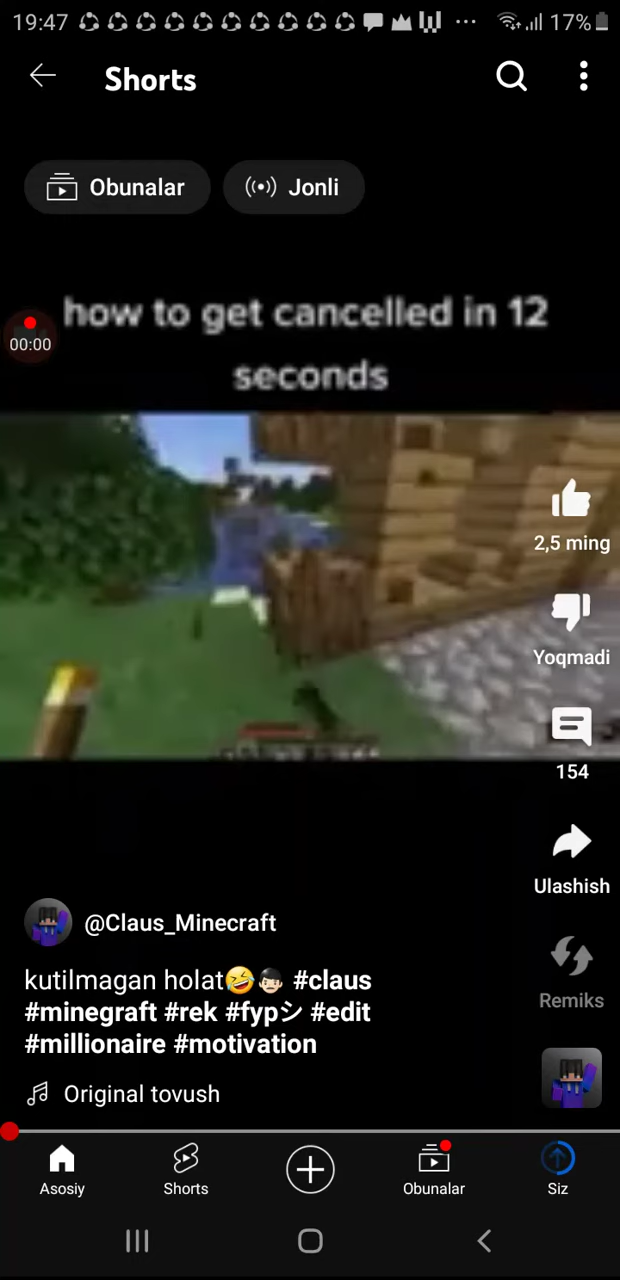 19:47
17%
Shorts
Obunalar
Jonli
how to get cancelled in 12
seconds
00:00
2,5 ming
Yoqmadi
154
Ulashish
@Claus_Minecraft
kutilmagan holat🤣👨🏻 #claus
#minegraft #rek #fypシ #edit
#millionaire #motivation
Remiks
Original tovush
Asosiy
Shorts
Obunalar
Siz